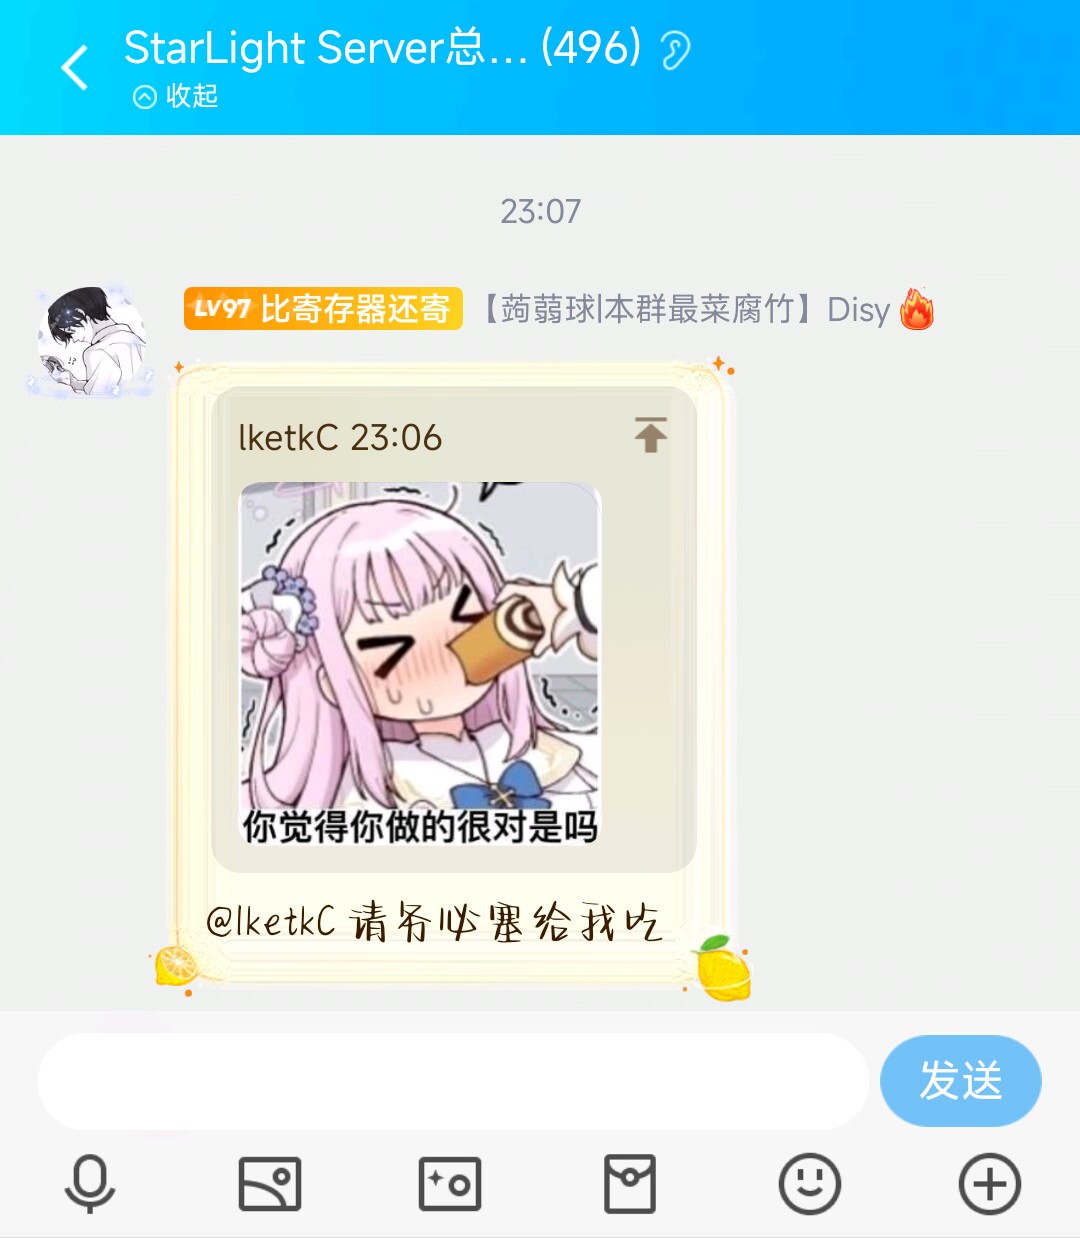 StarLight Server总... (496)
收起
23:07
LV97 比寄存器还寄 【蒟蒻球|本群最菜腐竹】Disy
lketkC 23:06
你觉得你做的很对是吗
@lketkC 请务必塞给我吃
发送